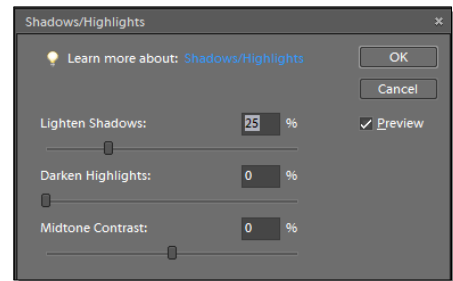 Shadows/Highlights ×
Learn more about: Shadows/Highlights OK
Cancel
Lighten Shadows: 25 % Preview
Darken Highlights: 0 %
Midtone Contrast: 0 %